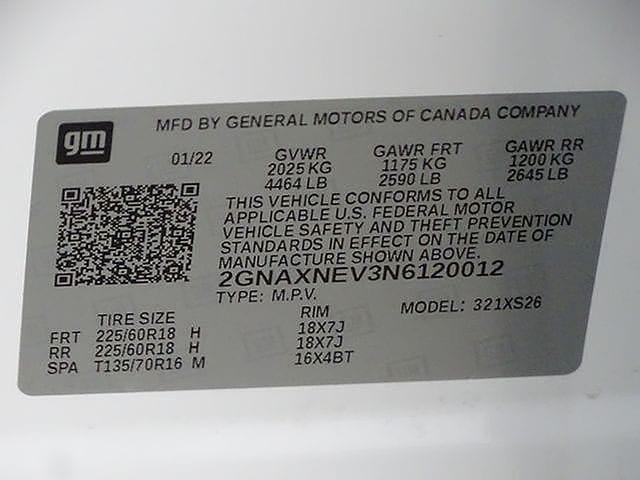 gm
MFD BY GENERAL MOTORS OF CANADA COMPANY
01/22 GVWR GAWR FRT GAWR RR
2025 KG 1175 KG 1200 KG
4464 LB 2590 LB 2645 LB
THIS VEHICLE CONFORMS TO ALL
APPLICABLE U.S. FEDERAL MOTOR
VEHICLE SAFETY AND THEFT PREVENTION
STANDARDS IN EFFECT ON THE DATE OF
MANUFACTURE SHOWN ABOVE.
2GNAXNEV3N6120012
TYPE: M.P.V.
MODEL: 321XS26
TIRE SIZE RIM
FRT 225/60R18 H 18X7J
RR 225/60R18 H 18X7J
SPA T135/70R16 M 16X4BT